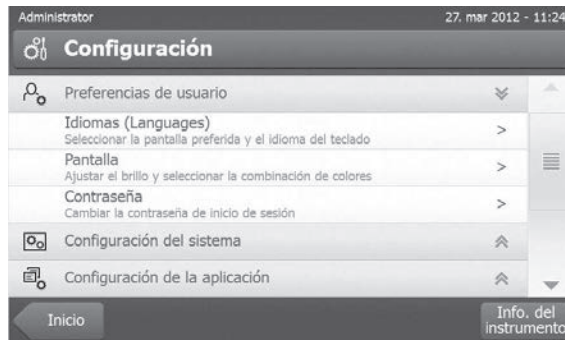 Administrator
27. mar 2012 - 11:24
Configuración
Preferencias de usuario
Idiomas (Languages)
Seleccionar la pantalla preferida y el idioma del teclado
Pantalla
Ajustar el brillo y seleccionar la combinación de colores
Contraseña
Cambiar la contraseña de inicio de sesión
Configuración del sistema
Configuración de la aplicación
Inicio
Info. del
instrumento